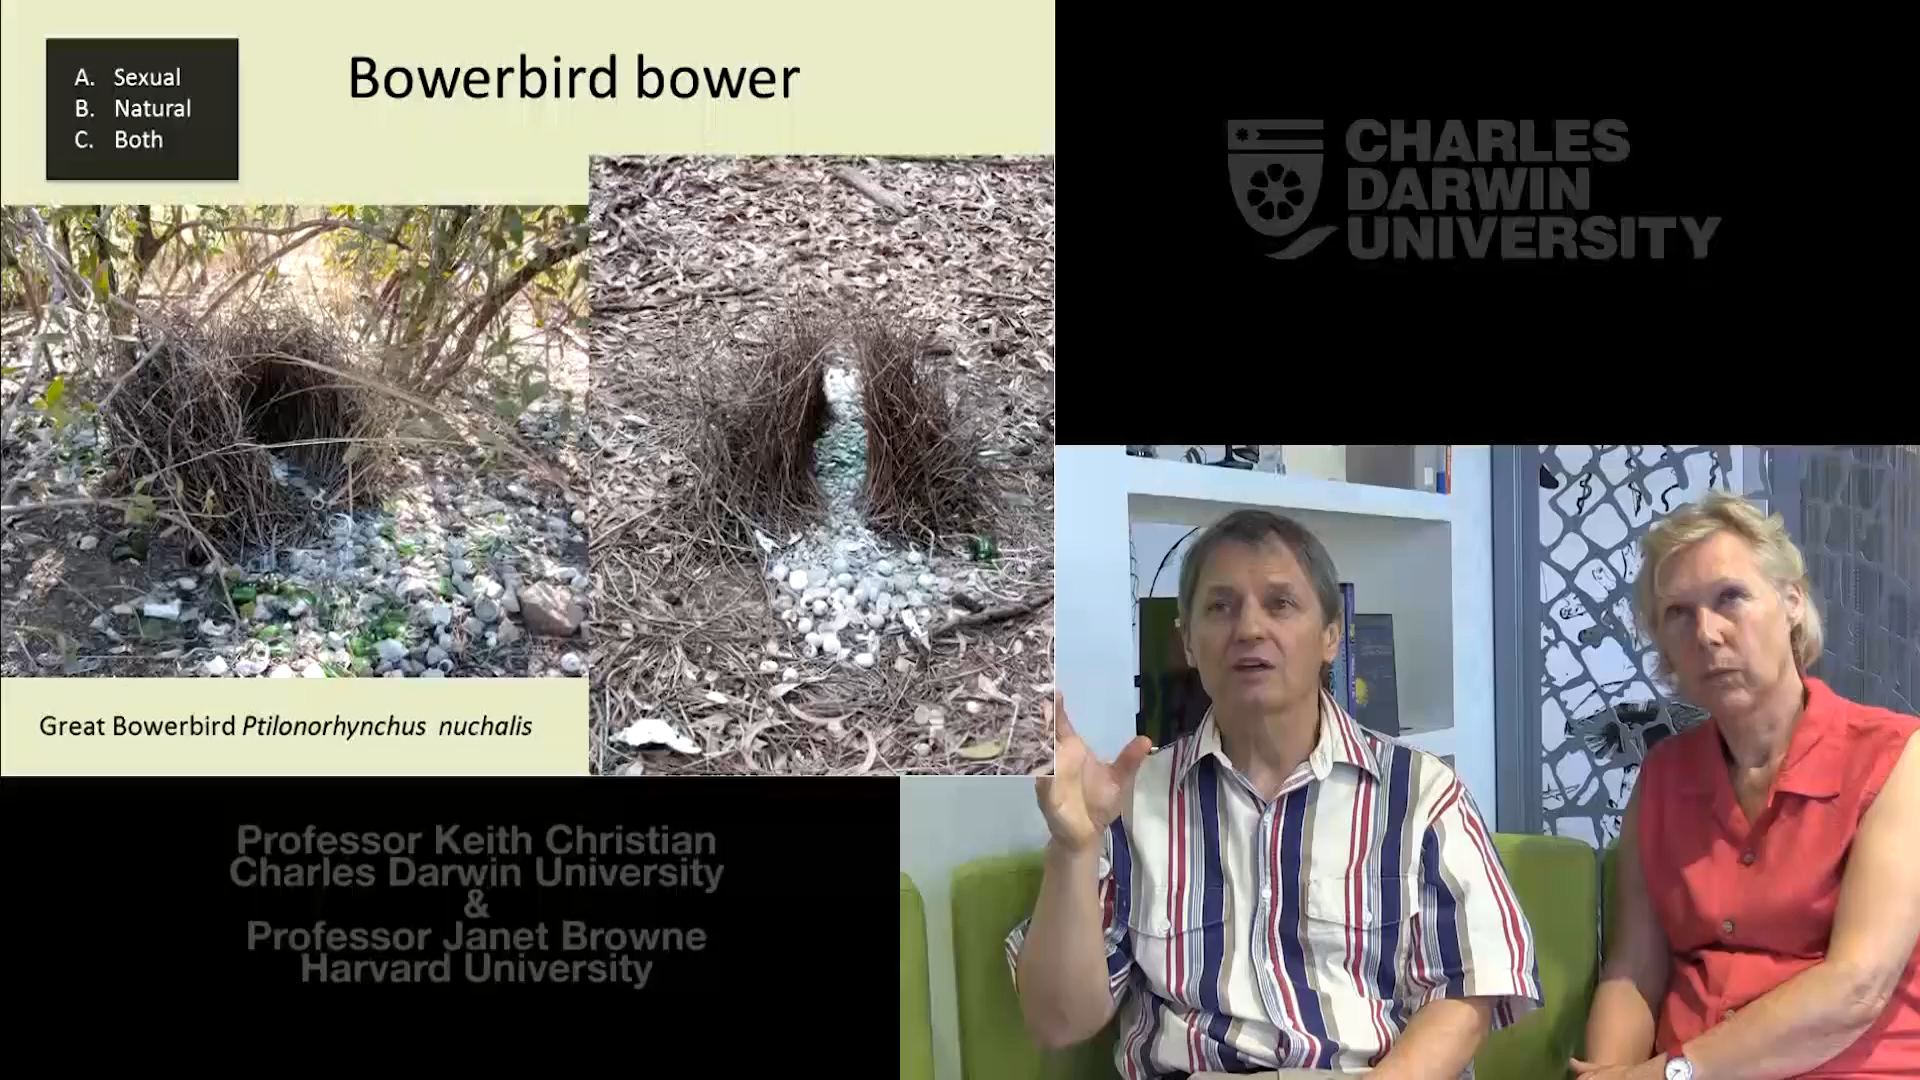 A. Sexual
B. Natural
C. Both
Bowerbird bower
Great Bowerbird Ptilonorhynchus nuchalis
CHARLES
DARWIN
UNIVERSITY
Professor Keith Christian
Charles Darwin University
&
Professor Janet Browne
Harvard University